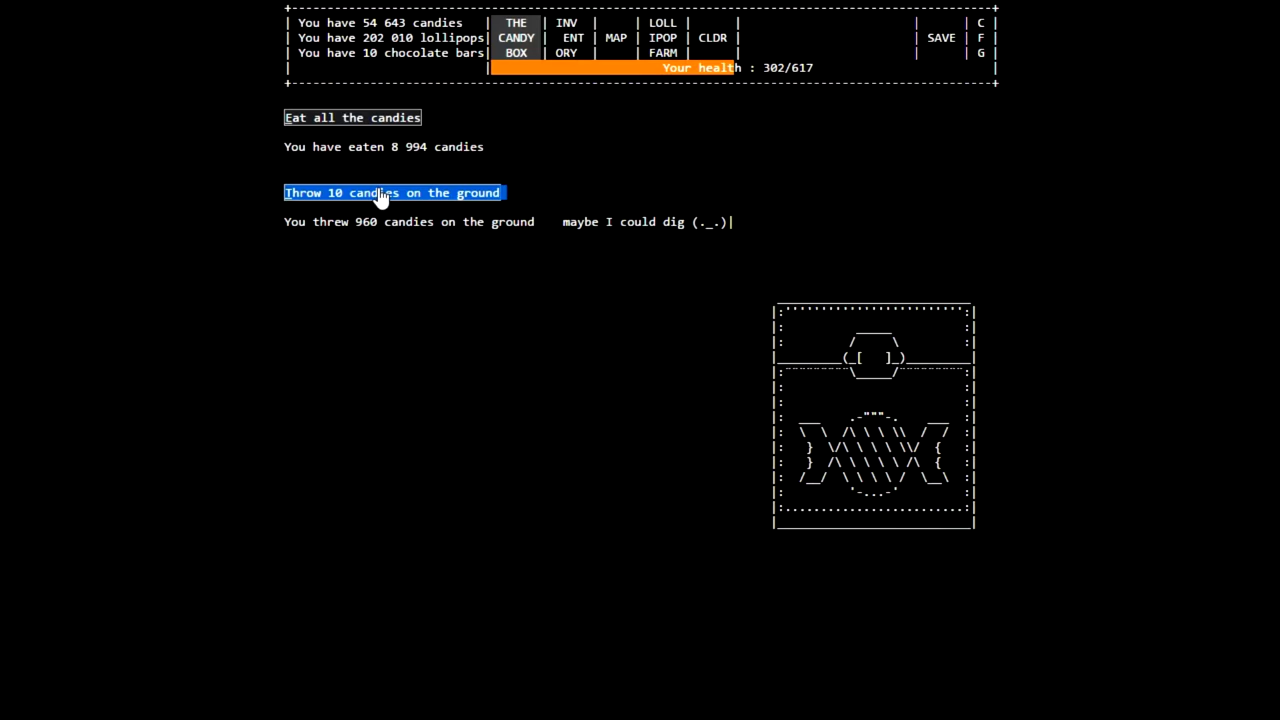 You have 54 643 candies | THE | INV | | LOLL | | | | C |
You have 202 010 lollipops| CANDY | ENT | MAP | IPOP | CLDR | | SAVE | F |
You have 10 chocolate bars| BOX | ORY | | FARM | | | | G |
Your health : 302/617
Eat all the candies
You have eaten 8 994 candies
Throw 10 candies on the ground
You threw 960 candies on the ground maybe I could dig (._.)